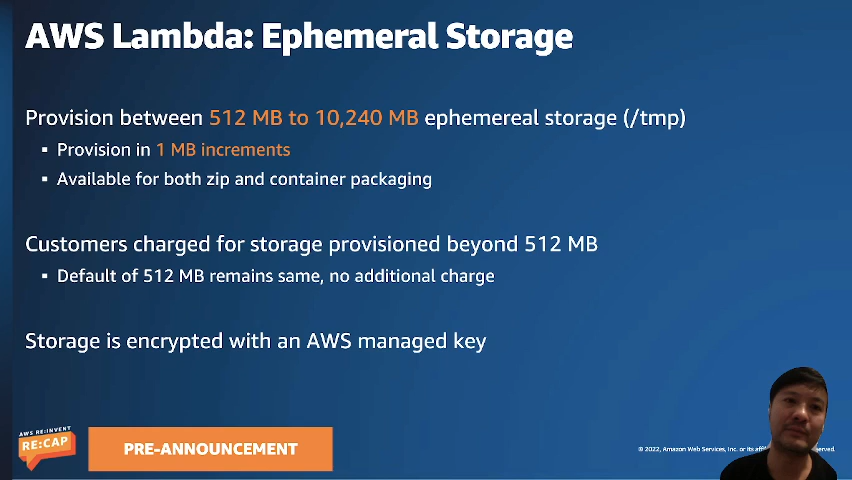 AWS Lambda: Ephemeral Storage
Provision between 512 MB to 10,240 MB ephemereal storage (/tmp)
▪ Provision in 1 MB increments
▪ Available for both zip and container packaging
Customers charged for storage provisioned beyond 512 MB
▪ Default of 512 MB remains same, no additional charge
Storage is encrypted with an AWS managed key
AWS RE:INVENT
RE:CAP
PRE-ANNOUNCEMENT
© 2022, Amazon Web Services, Inc. or its erved.